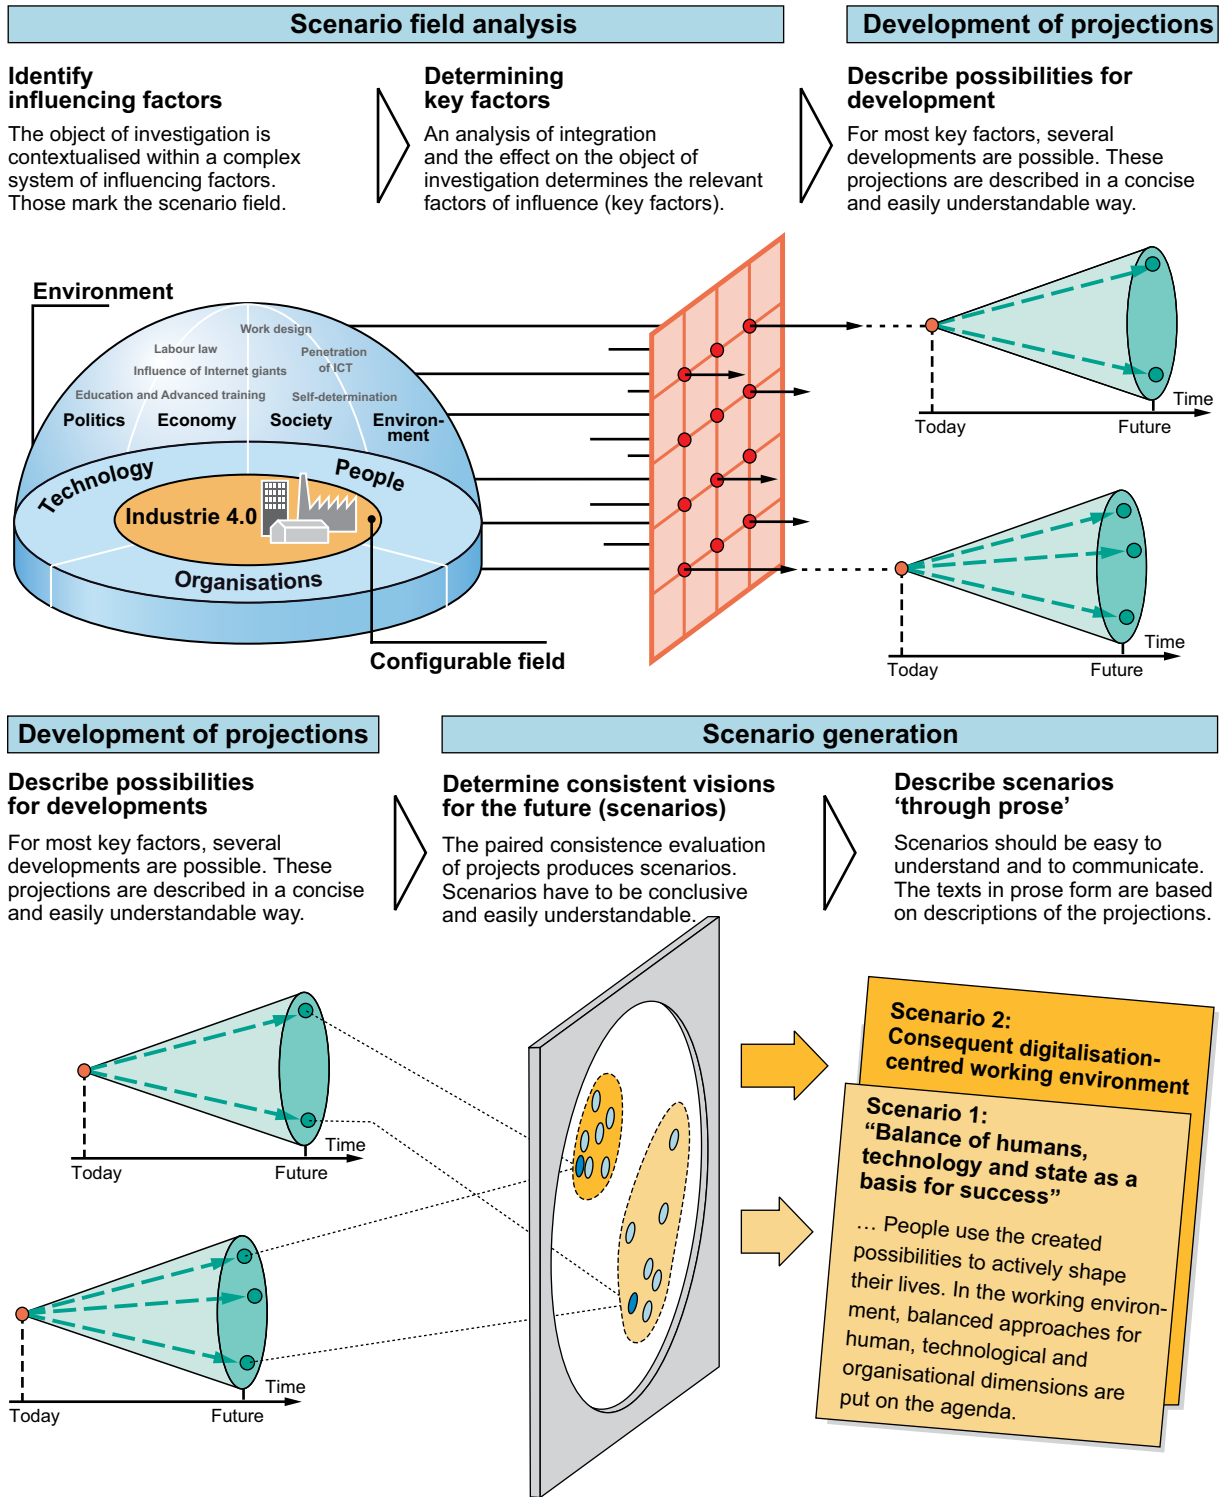 Scenario field analysis
Development of projections
Identify
influencing factors
The object of investigation is
contextualised within a complex
system of influencing factors.
Those mark the scenario field.
Determining
key factors
An analysis of integration
and the effect on the object of
investigation determines the relevant
factors of influence (key factors).
Describe possibilities for
development
For most key factors, several
developments are possible. These
projections are described in a concise
and easily understandable way.
Environment
Work design
Labour law
Penetration
of ICT
Influence of Internet giants
Education and Advanced training
Self-determination
Politics
Economy
Society
Environ-
ment
Technology
People
Industrie 4.0
Organisations
Configurable field
Time
Today
Future
Time
Today
Future
Development of projections
Scenario generation
Describe possibilities
for developments
For most key factors, several
developments are possible. These
projections are described in a concise
and easily understandable way.
Determine consistent visions
for the future (scenarios)
The paired consistence evaluation
of projects produces scenarios.
Scenarios have to be conclusive
and easily understandable.
Describe scenarios
‘through prose’
Scenarios should be easy to
understand and to communicate.
The texts in prose form are based
on descriptions of the projections.
Time
Today
Future
Time
Today
Future
Scenario 2:
Consequent digitalisation-
centred working environment
Scenario 1:
“Balance of humans,
technology and state as a
basis for success”
… People use the created
possibilities to actively shape
their lives. In the working environ-
ment, balanced approaches for
human, technological and
organisational dimensions are
put on the agenda.